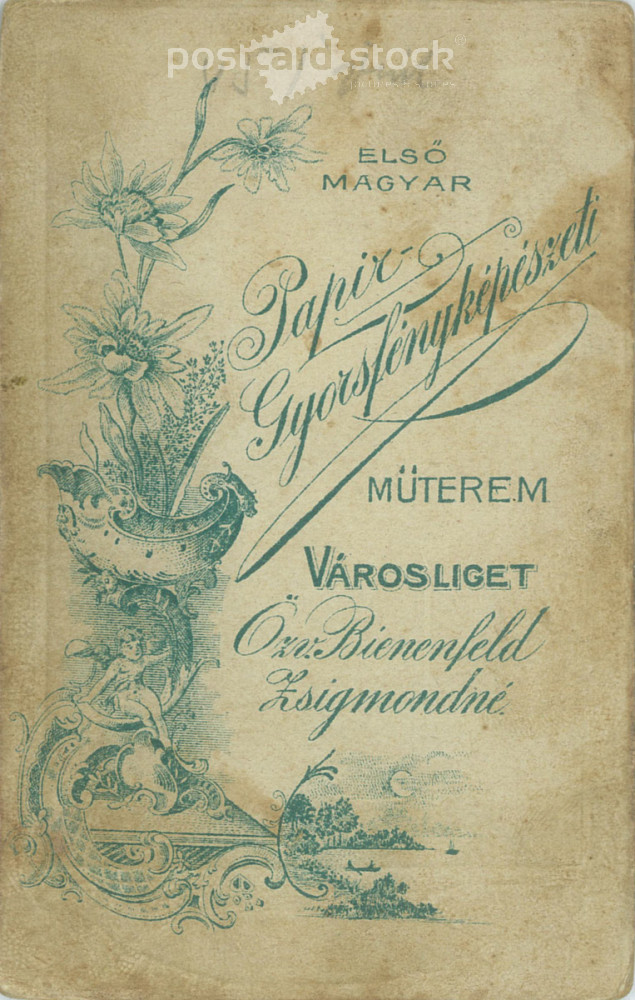 postcard stock
ELSŐ
MAGYAR
Papir-
Gyorsfényképészeti
MŰTEREM
VÁROSLIGET
Özv. Bienenfeld
Zsigmondné.